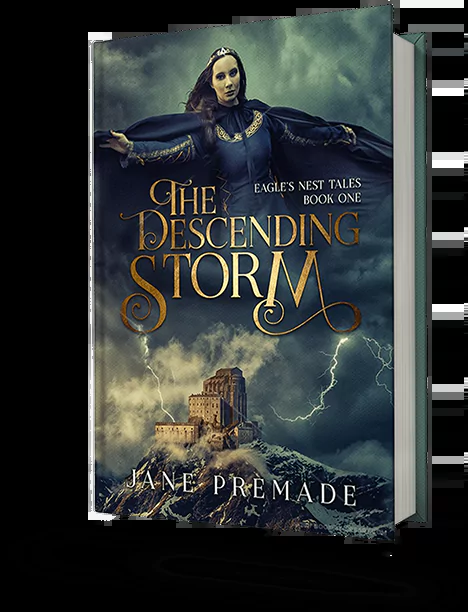 EAGLE'S NEST TALES
BOOK ONE
THE
DESCENDING
STORM
JANE PREMADE